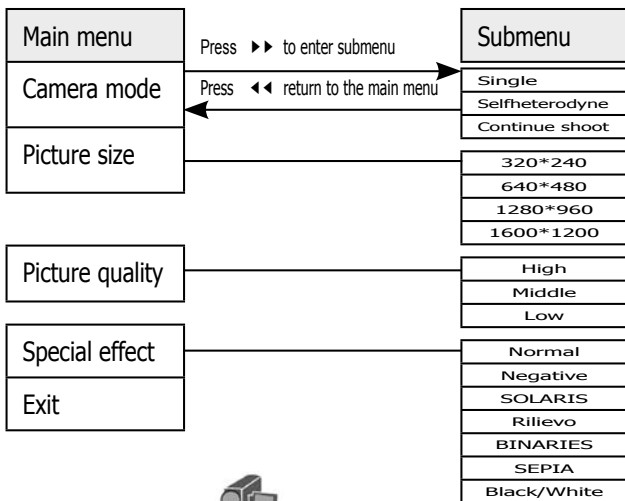 Main menu
Press ▶▶ to enter submenu
Submenu
Camera mode
Press ◀◀ return to the main menu
Single
Selfheterodyne
Continue shoot
Picture size
320*240
640*480
1280*960
1600*1200
Picture quality
High
Middle
Low
Special effect
Normal
Negative
Exit
SOLARIS
Rilievo
BINARIES
SEPIA
Black/White